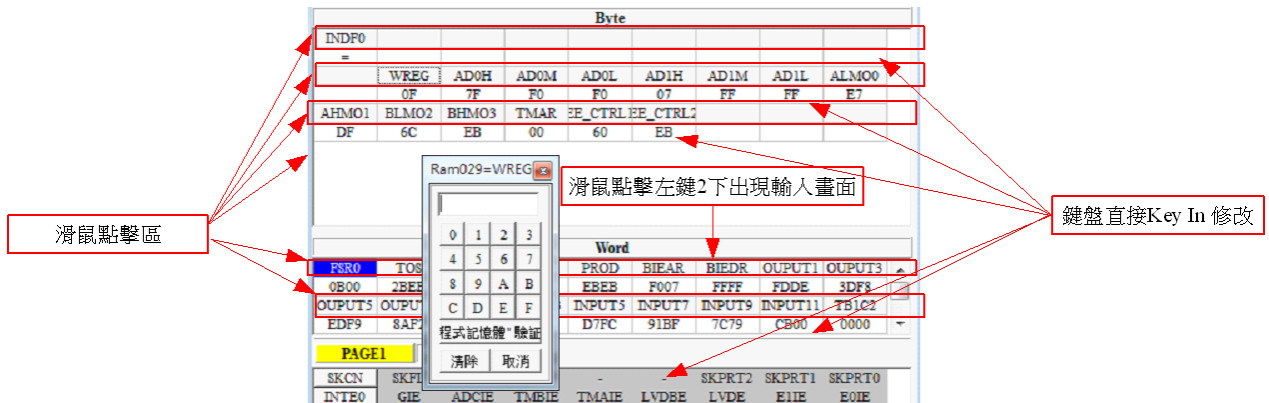 Byte
INDF0
=
WREG AD0H AD0M AD0L AD1H AD1M AD1L ALMO0
0F 7F F0 F0 07 FF FF E7
AHMO1 BLMO2 BHMO3 TMAR EE_CTRL1 EE_CTRL2
DF 6C EB 00 60 EB
Ram029=WREG
滑鼠點擊左鍵2下出現輸入畫面
滑鼠點擊區
鍵盤直接Key In 修改
0 1 2 3
4 5 6 7
8 9 A B
C D E F
程式記憶體"驗証
清除 取消
Word
FSR0 TOS PROD BIEAR BIEDR OUPUT1 OUPUT3
0B00 2BEE EBEB F007 FFFF FDDE 3DF8
OUPUT5 OUPUT INPUT5 INPUT7 INPUT9 INPUT11 TB1C2
EDF9 8AF2 D7FC 91BF 7C79 CB00 0000
PAGE1
SKCN SKFL - - SKPRT2 SKPRT1 SKPRT0
INTE0 GIE ADCIE TMBIE TMAIE LVDBE LVDE E1IE E0IE